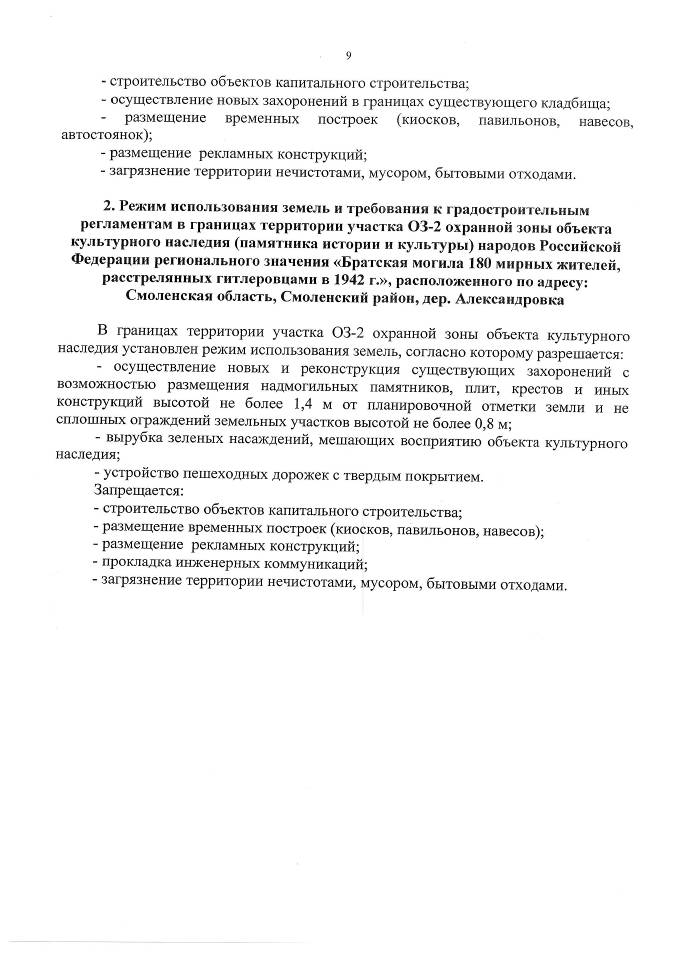 9
- строительство объектов капитального строительства;
- осуществление новых захоронений в границах существующего кладбища;
- размещение временных построек (киосков, павильонов, навесов,
автостоянок);
- размещение рекламных конструкций;
- загрязнение территории нечистотами, мусором, бытовыми отходами.
2. Режим использования земель и требования к градостроительным
регламентам в границах территории участка ОЗ-2 охранной зоны объекта
культурного наследия (памятника истории и культуры) народов Российской
Федерации регионального значения «Братская могила 180 мирных жителей,
расстрелянных гитлеровцами в 1942 г.», расположенного по адресу:
Смоленская область, Смоленский район, дер. Александровка
В границах территории участка ОЗ-2 охранной зоны объекта культурного
наследия установлен режим использования земель, согласно которому разрешается:
- осуществление новых и реконструкция существующих захоронений с
возможностью размещения надмогильных памятников, плит, крестов и иных
конструкций высотой не более 1,4 м от планировочной отметки земли и не
сплошных ограждений земельных участков высотой не более 0,8 м;
- вырубка зеленых насаждений, мешающих восприятию объекта культурного
наследия;
- устройство пешеходных дорожек с твердым покрытием.
Запрещается:
- строительство объектов капитального строительства;
- размещение временных построек (киосков, павильонов, навесов);
- размещение рекламных конструкций;
- прокладка инженерных коммуникаций;
- загрязнение территории нечистотами, мусором, бытовыми отходами.